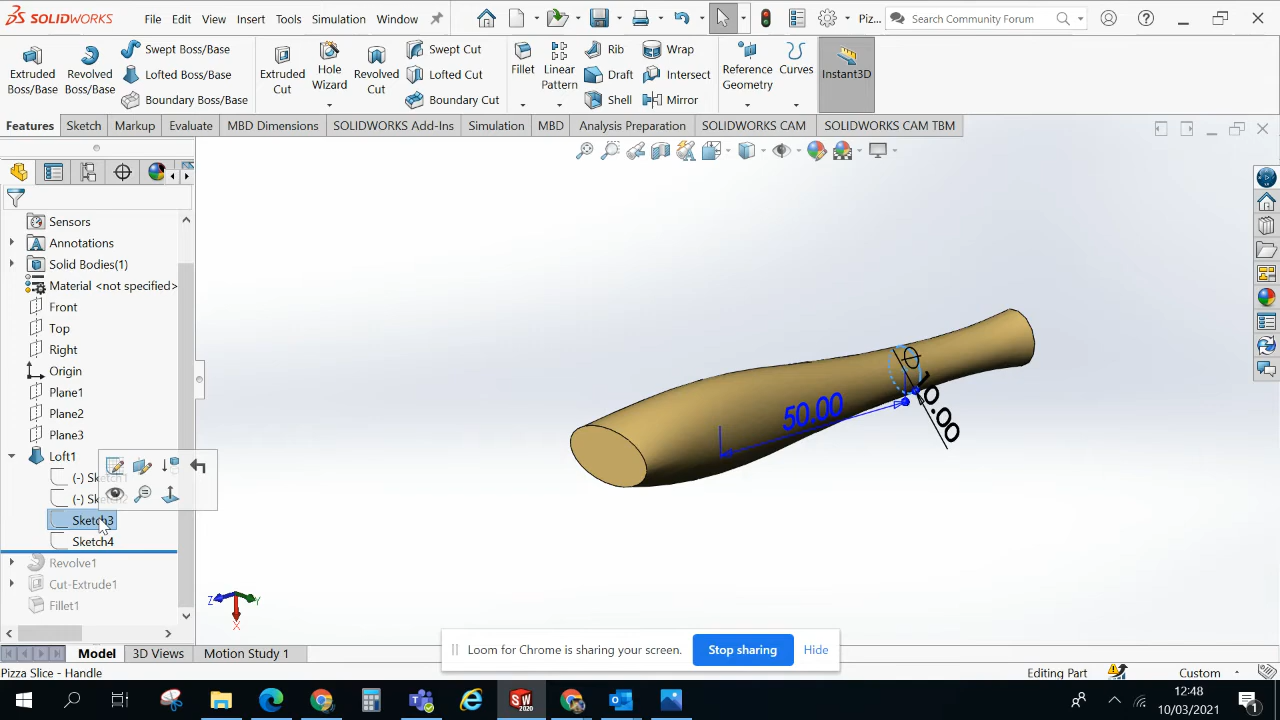 SOLIDWORKS File Edit View Insert Tools Simulation Window Piz... Search Community Forum
Extruded Boss/Base
Revolved Boss/Base
Swept Boss/Base
Lofted Boss/Base
Boundary Boss/Base
Extruded Cut
Hole Wizard
Revolved Cut
Swept Cut
Lofted Cut
Boundary Cut
Fillet
Linear Pattern
Rib
Draft
Shell
Wrap
Intersect
Mirror
Reference Geometry
Curves
Instant3D
Features Sketch Markup Evaluate MBD Dimensions SOLIDWORKS Add-Ins Simulation MBD Analysis Preparation SOLIDWORKS CAM SOLIDWORKS CAM TBM
Sensors
Annotations
Solid Bodies(1)
Material <not specified>
Front
Top
Right
Origin
Plane1
Plane2
Plane3
Loft1
(-) Sketch1
(-)
Sketch3
Sketch4
Revolve1
Cut-Extrude1
Fillet1
50.00
Z Y
X
Loom for Chrome is sharing your screen. Stop sharing Hide
Model 3D Views Motion Study 1
Pizza Slice - Handle Editing Part Custom
SW
2020
12:48
10/03/2021
1